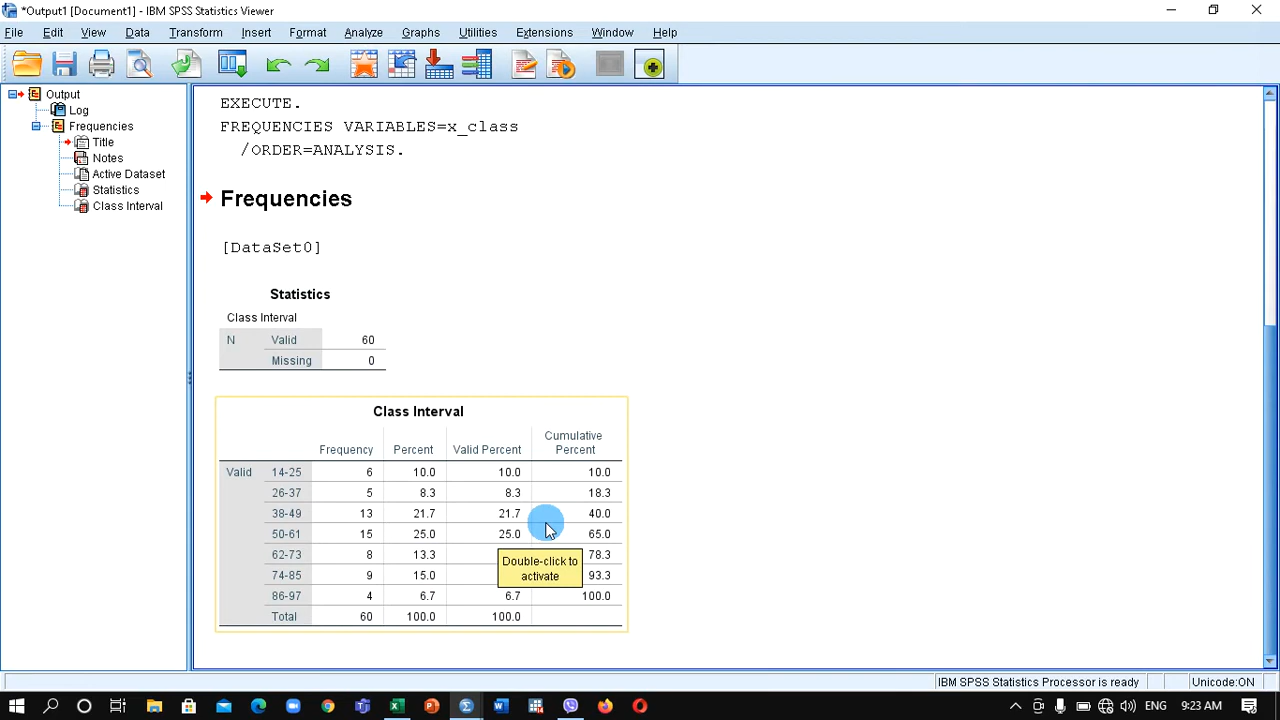 *Output1 [Document1] - IBM SPSS Statistics Viewer
File Edit View Data Transform Insert Format Analyze Graphs Utilities Extensions Window Help
Output
Log
Frequencies
Title
Notes
Active Dataset
Statistics
Class Interval
EXECUTE.
FREQUENCIES VARIABLES=x_class
/ORDER=ANALYSIS.
Frequencies
[DataSet0]
Statistics
Class Interval
N Valid 60
Missing 0
Class Interval
Frequency Percent Valid Percent Cumulative Percent
Valid 14-25 6 10.0 10.0 10.0
26-37 5 8.3 8.3 18.3
38-49 13 21.7 21.7 40.0
50-61 15 25.0 25.0 65.0
62-73 8 13.3 78.3
74-85 9 15.0 93.3
86-97 4 6.7 6.7 100.0
Total 60 100.0 100.0
Double-click to
activate
IBM SPSS Statistics Processor is ready Unicode:ON
ENG 9:23 AM